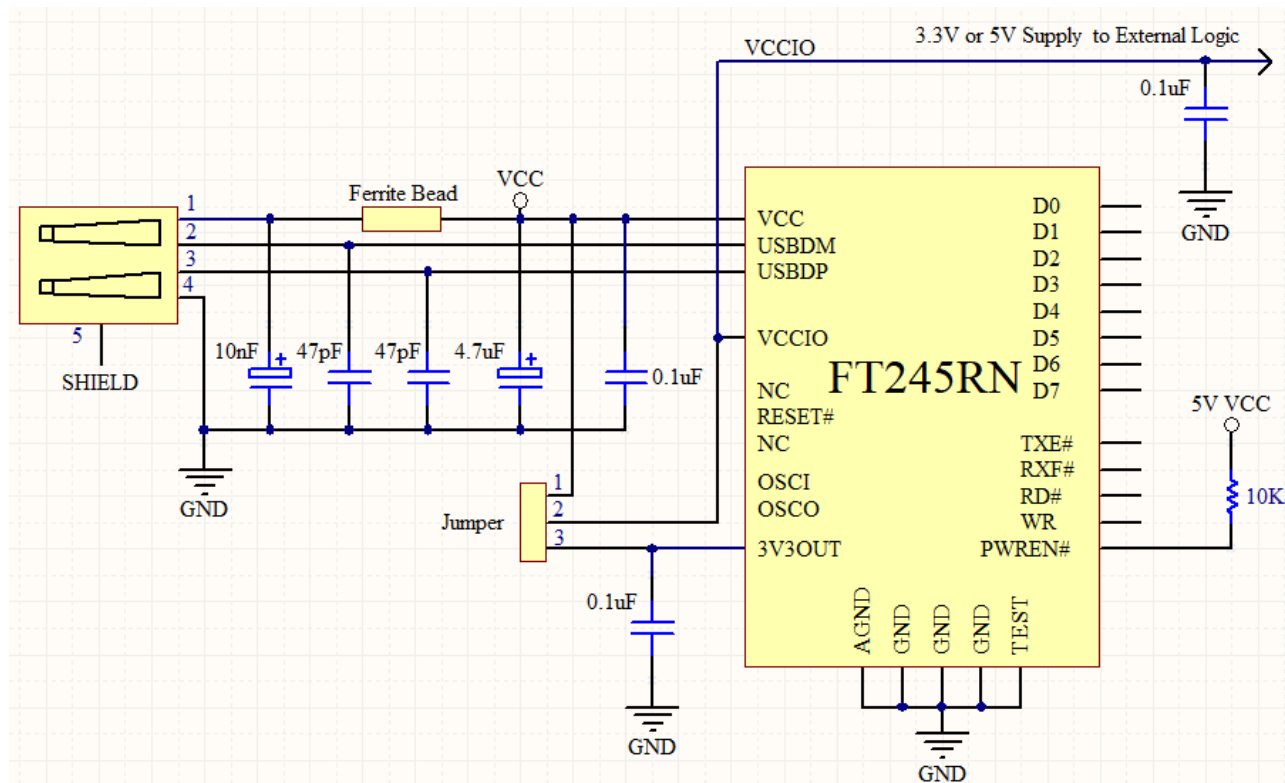 VCCIO
3.3V or 5V Supply to External Logic
0.1uF
GND
1
2
3
4
5
SHIELD
Ferrite Bead
VCC
10nF
+
47pF
47pF
4.7uF
+
0.1uF
GND
Jumper
1
2
3
0.1uF
GND
VCC
USBDM
USBDP
VCCIO
NC
RESET#
NC
OSCI
OSCO
3V3OUT
FT245RN
D0
D1
D2
D3
D4
D5
D6
D7
TXE#
RXF#
RD#
WR
PWREN#
AGND
GND
GND
GND
TEST
GND
5V VCC
10K